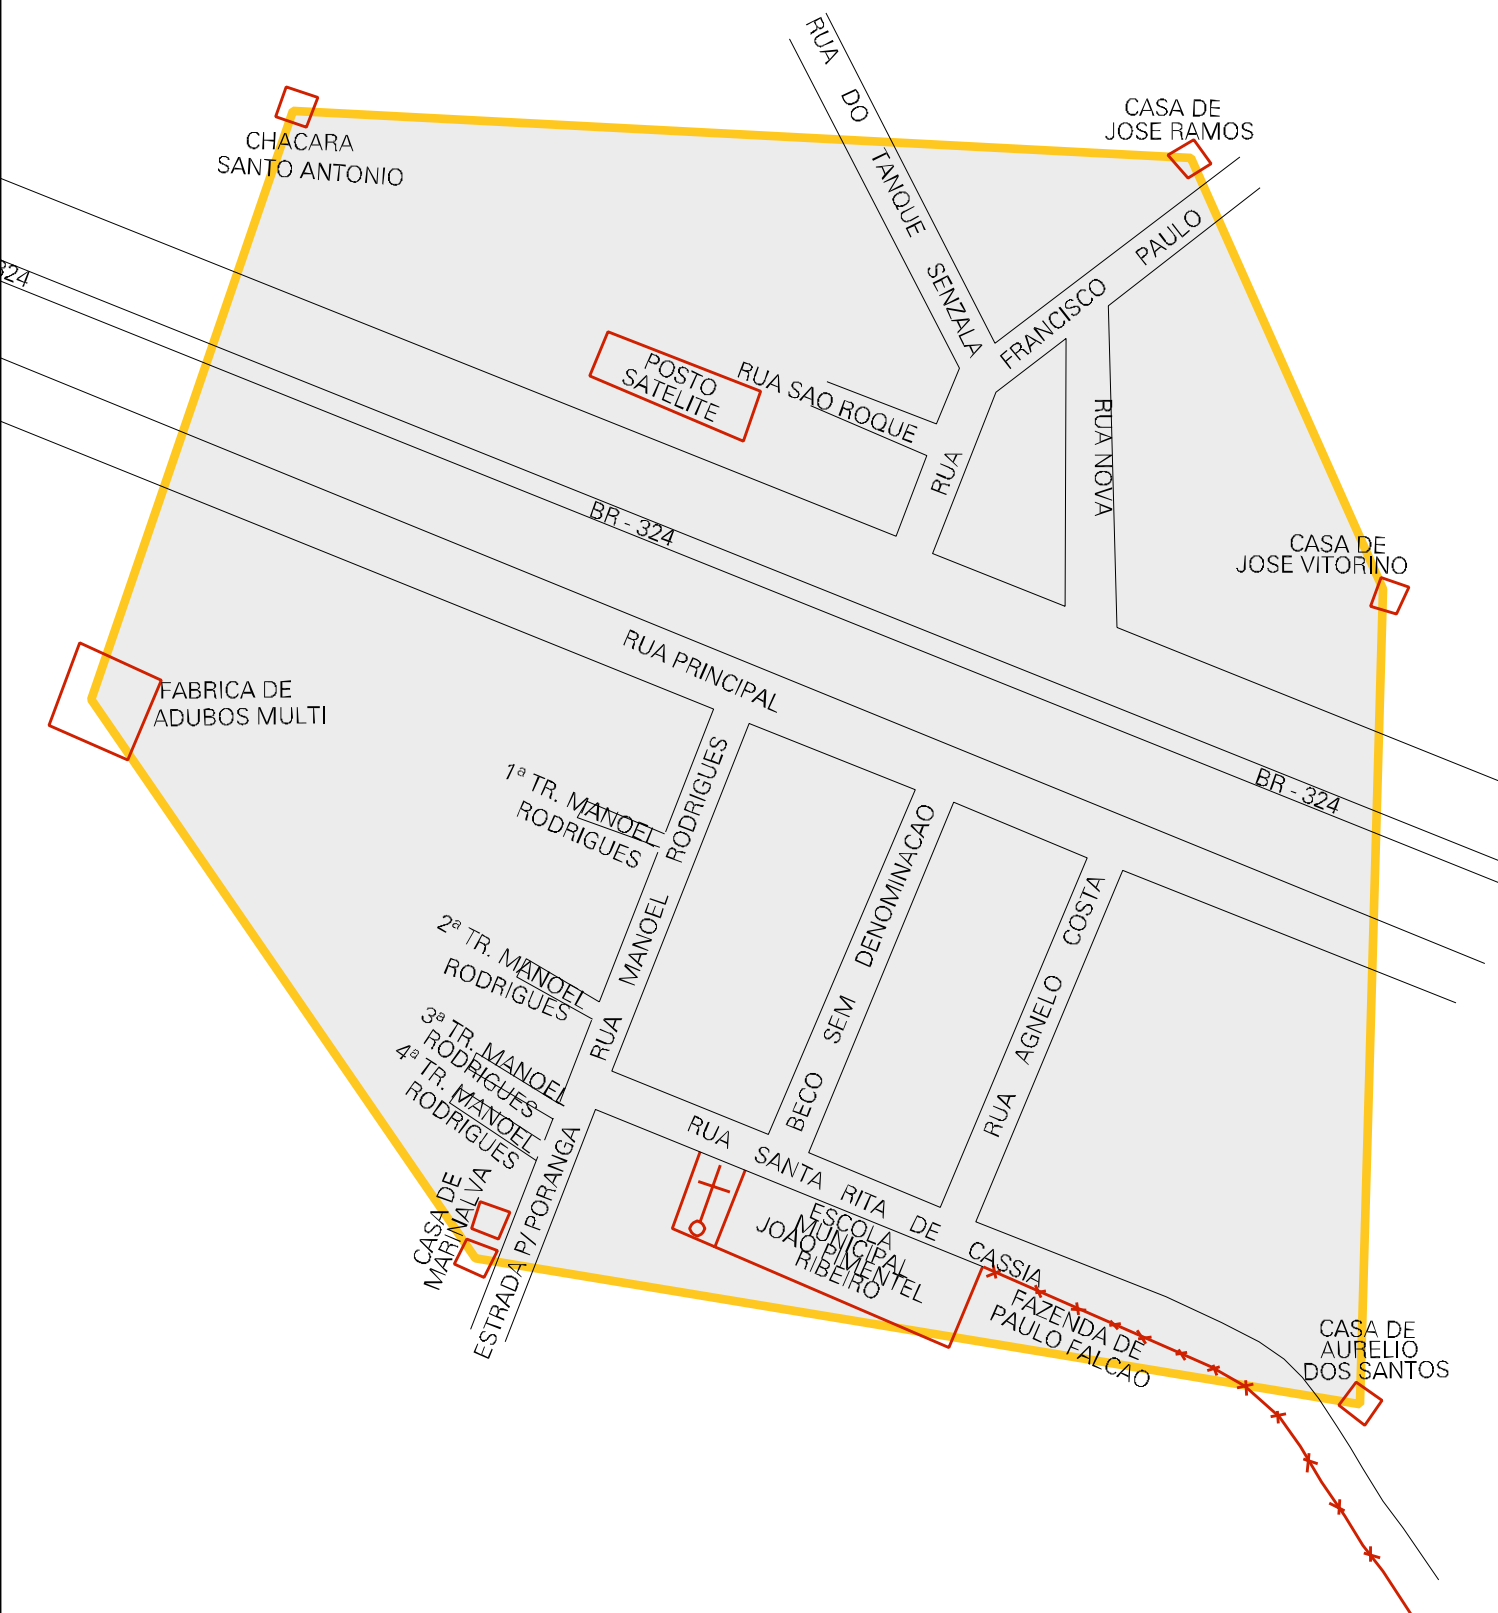 RUA DO TANQUE SENZALA
CASA DE
JOSE RAMOS
CHACARA
SANTO ANTONIO
324
RUA FRANCISCO PAULO
POSTO
SATELITE
RUA SAO ROQUE
RUA NOVA
BR - 324
CASA DE
JOSE VITORINO
RUA PRINCIPAL
FABRICA DE
ADUBOS MULTI
BR - 324
1ª TR. MANOEL
RODRIGUES
RUA MANOEL RODRIGUES
BECO SEM DENOMINACAO
RUA AGNELO COSTA
2ª TR. MANOEL
RODRIGUES
3ª TR. MANOEL
RODRIGUES
4ª TR. MANOEL
RODRIGUES
RUA SANTA RITA DE CASSIA
CASA DE
MARINALVA
ESTRADA P/ PORANGA
ESCOLA
MUNICIPAL
JOAO PIMENTEL
RIBEIRO
FAZENDA DE
PAULO FALCAO
CASA DE
AURELIO
DOS SANTOS